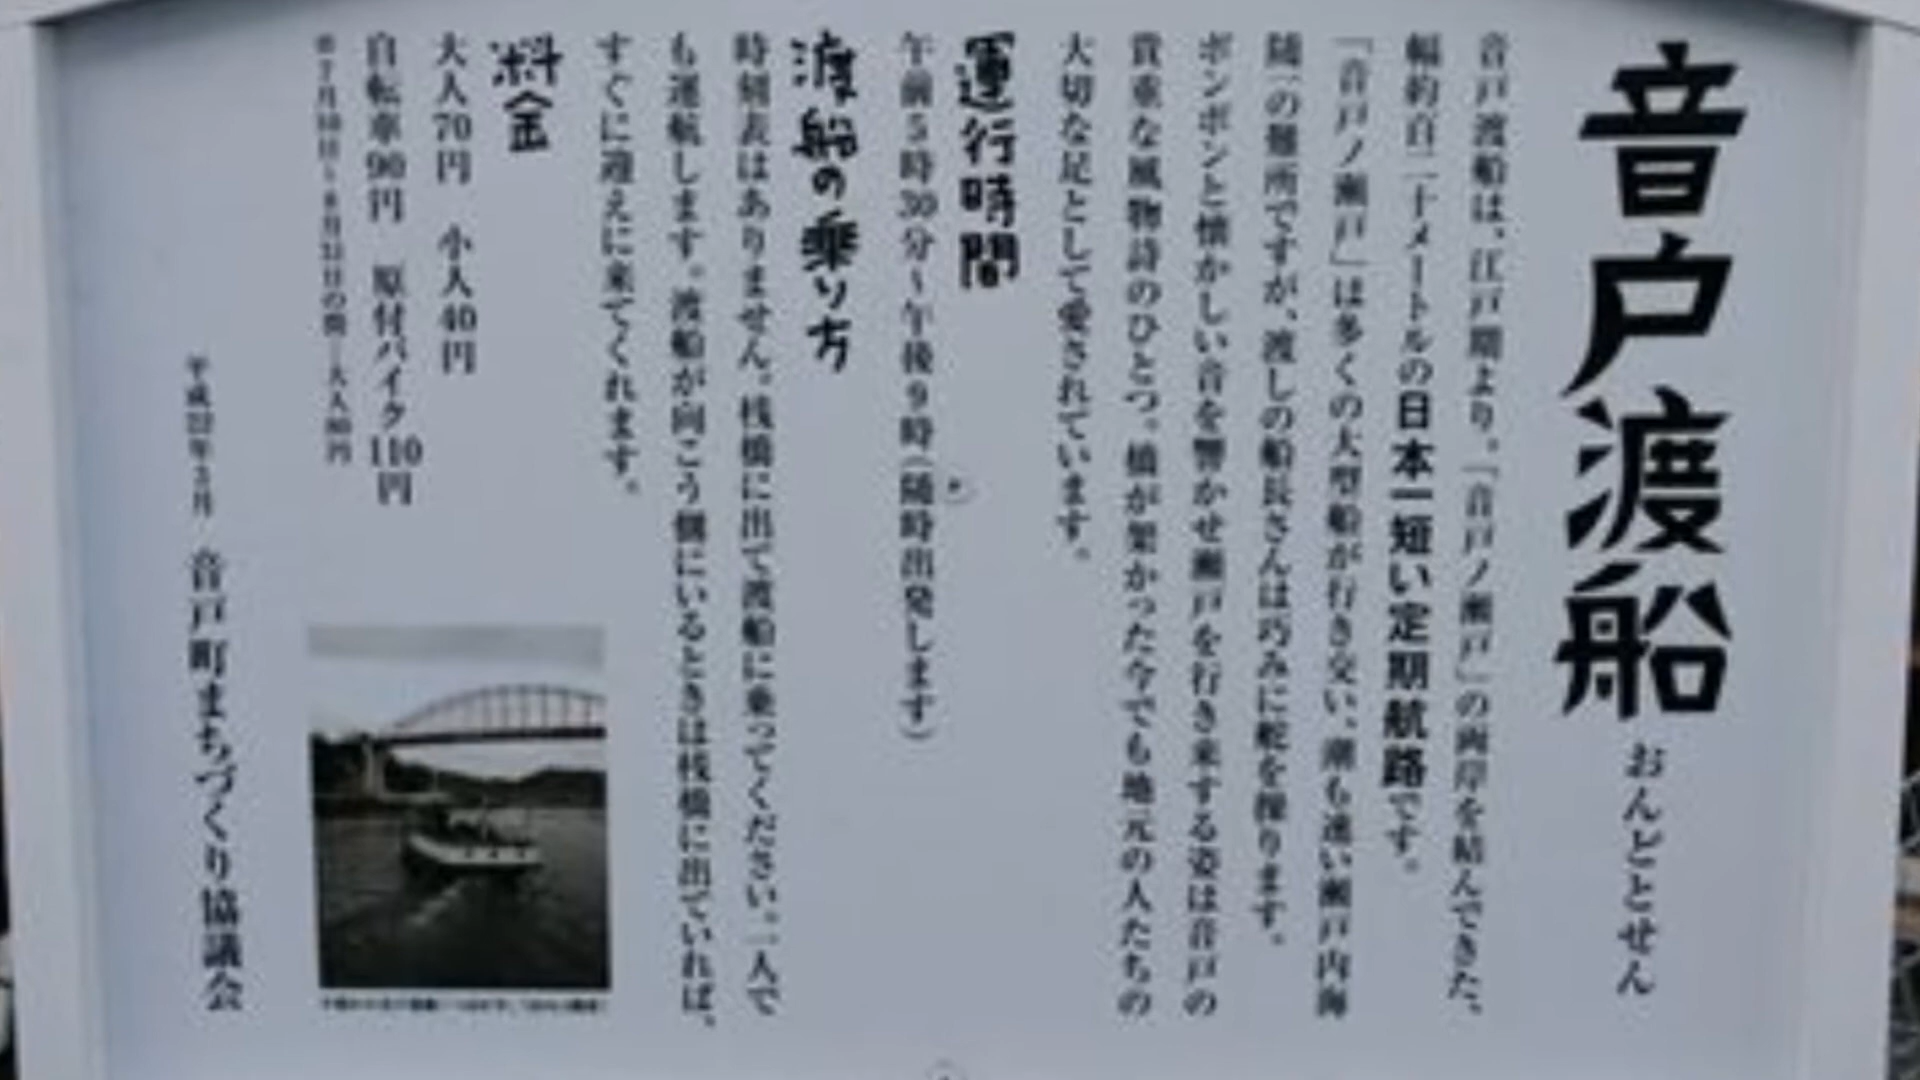 音戸渡船
おんどとせん
音戸渡船は、江戸期より、「音戸ノ瀬戸」の両岸を結んできた、
幅約百二十メートルの日本一短い定期航路です。
「音戸ノ瀬戸」は多くの大型船が行き交い、潮も速い瀬戸内海
随一の難所ですが、渡しの船長さんは巧みに舵を操ります。
ポンポンと懐かしい音を響かせ瀬戸を行き来する姿は音戸の
貴重な風物詩のひとつ。橋が架かった今でも地元の人たちの
大切な足として愛されています。
運行時間
午前5時30分~午後9時(随時出発します)
渡船の乗り方
時刻表はありません。桟橋に出て渡船に乗ってください。一人で
も運航します。渡船が向こう側にいるときは桟橋に出ていれば、
すぐに迎えに来てくれます。
料金
大人70円 小人40円
自転車90円 原付バイク110円
平成22年3月 音戸町まちづくり協議会